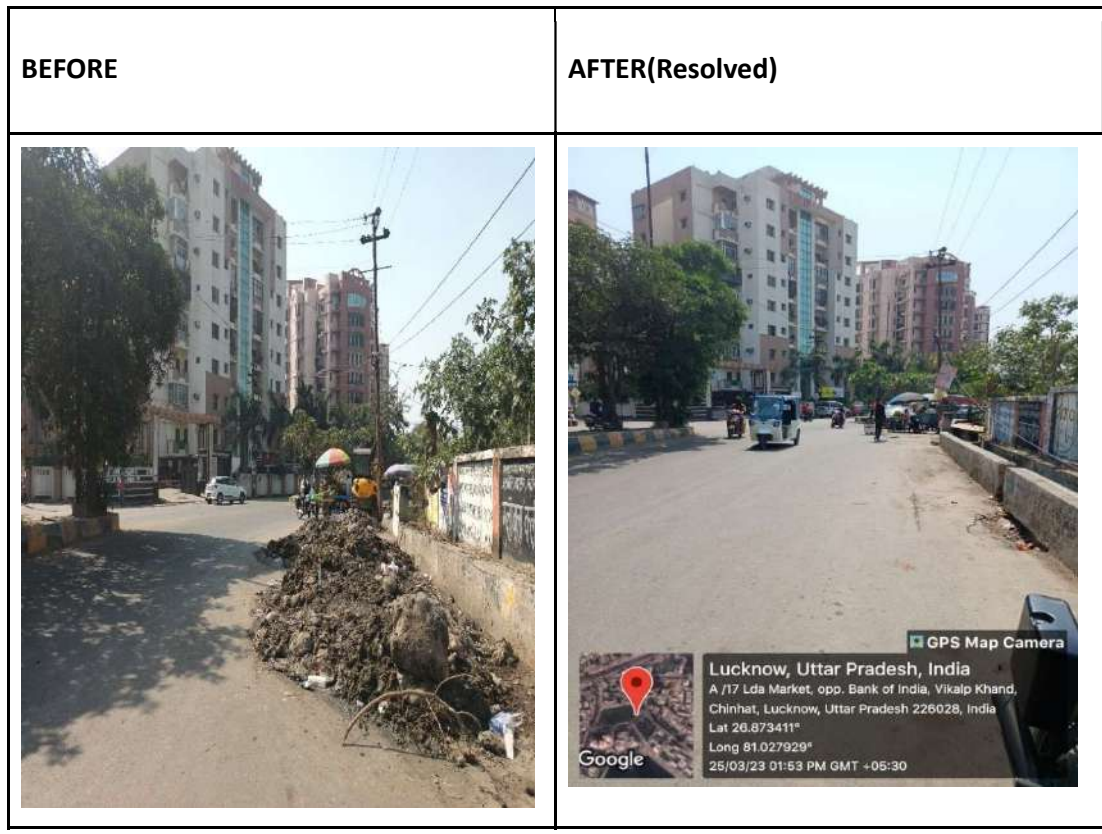 BEFORE
AFTER(Resolved)
GPS Map Camera
Lucknow, Uttar Pradesh, India
A /17 Lda Market, opp. Bank of India, Vikalp Khand,
Chinhat, Lucknow, Uttar Pradesh 226028, India
Lat 26.873411°
Long 81.027929°
25/03/23 01:53 PM GMT +05:30
Google